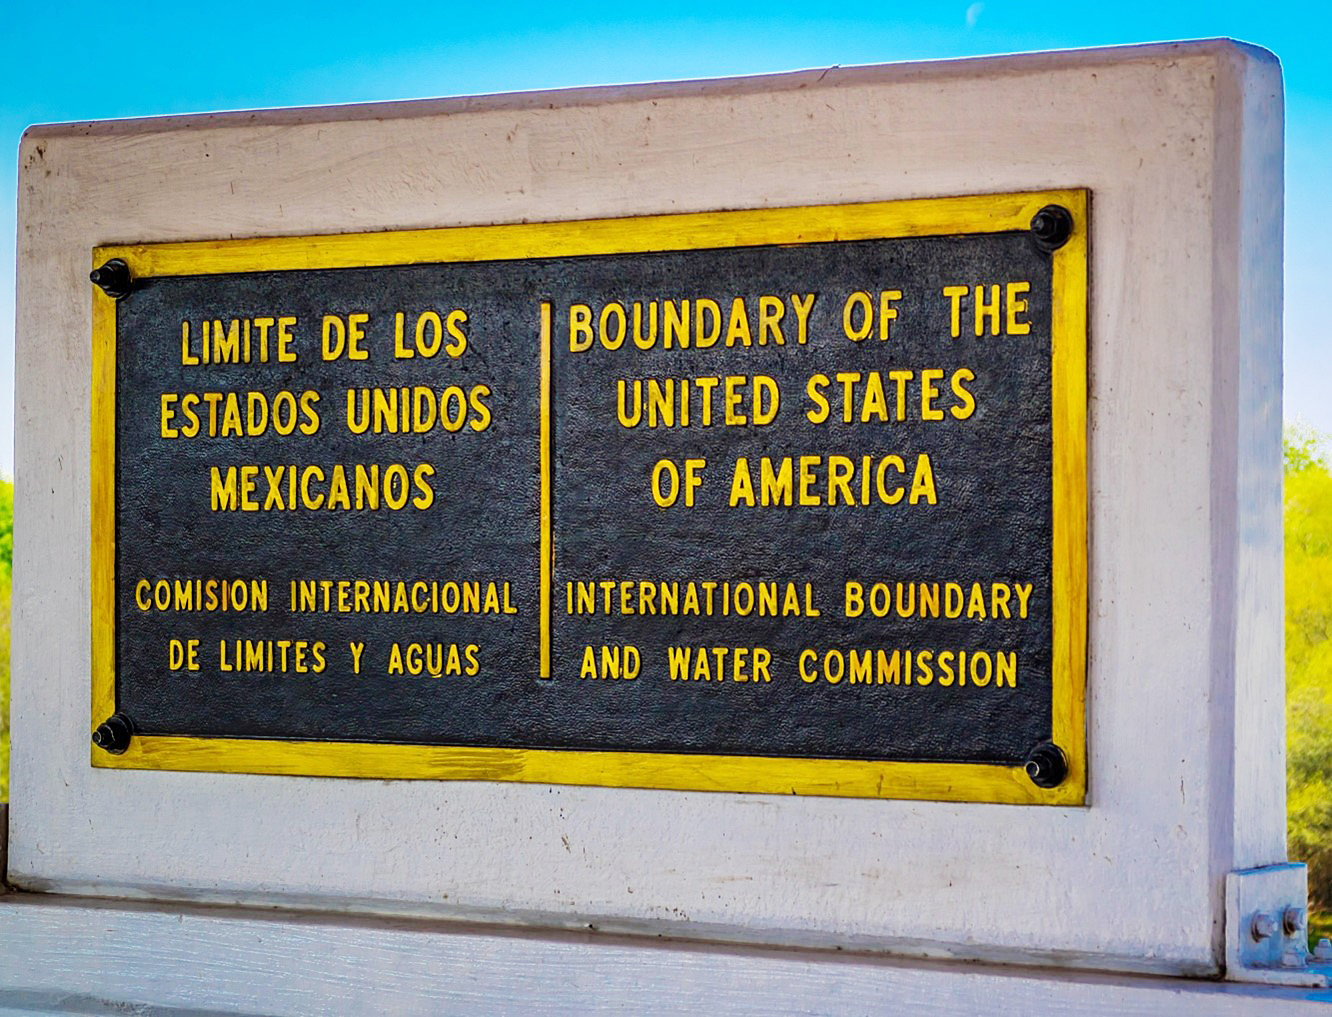 LIMITE DE LOS
ESTADOS UNIDOS
MEXICANOS
COMISION INTERNACIONAL
DE LIMITES Y AGUAS
BOUNDARY OF THE
UNITED STATES
OF AMERICA
INTERNATIONAL BOUNDARY
AND WATER COMMISSION